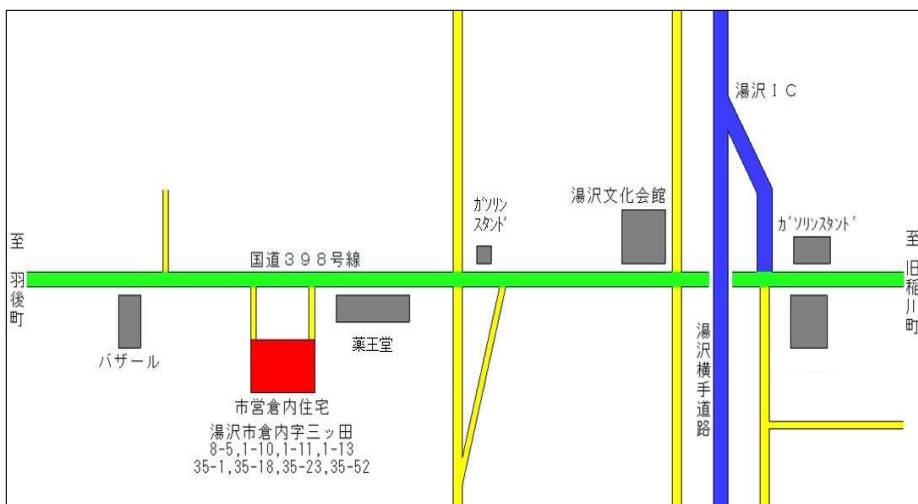 湯沢ＩＣ
湯沢文化会館
ｶﾞｿﾘﾝ
ｽﾀﾝﾄﾞ
ｶﾞｿﾘﾝｽﾀﾝﾄﾞ
至
羽後町
国道３９８号線
至
旧稲川町
バザール
薬王堂
湯沢横手道路
市営倉内住宅
湯沢市倉内字三ッ田
8-5,1-10,1-11,1-13
35-1,35-18,35-23,35-52